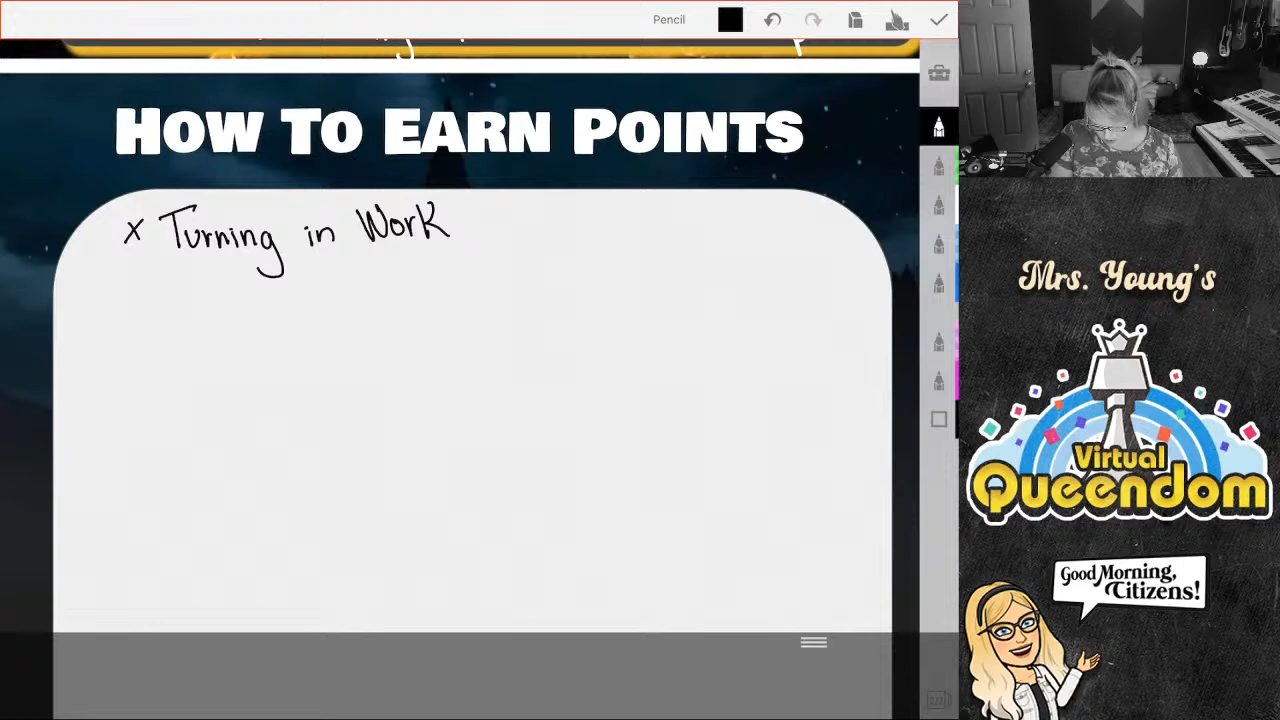 Pencil
HOW TO EARN POINTS
x Turning in Work
Mrs. Young's
Virtual
Queendom
Good Morning,
Citizens!